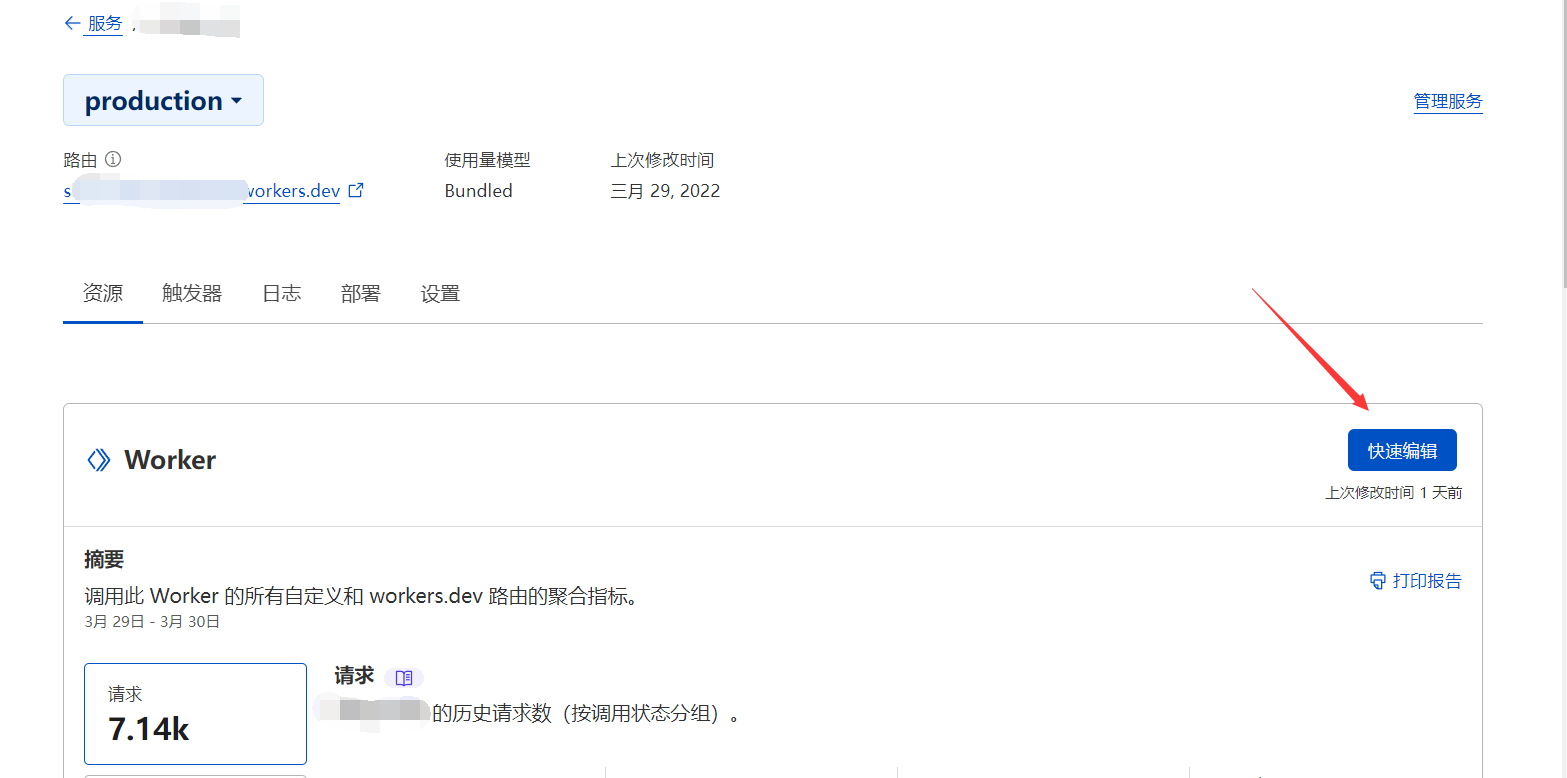 服务
production
管理服务
路由
使用量模型
上次修改时间
s workers.dev
Bundled
三月 29, 2022
资源 触发器 日志 部署 设置
Worker
快速编辑
上次修改时间 1 天前
摘要
调用此 Worker 的所有自定义和 workers.dev 路由的聚合指标。
打印报告
3月 29日 - 3月 30日
请求
7.14k
请求
的历史请求数（按调用状态分组）。